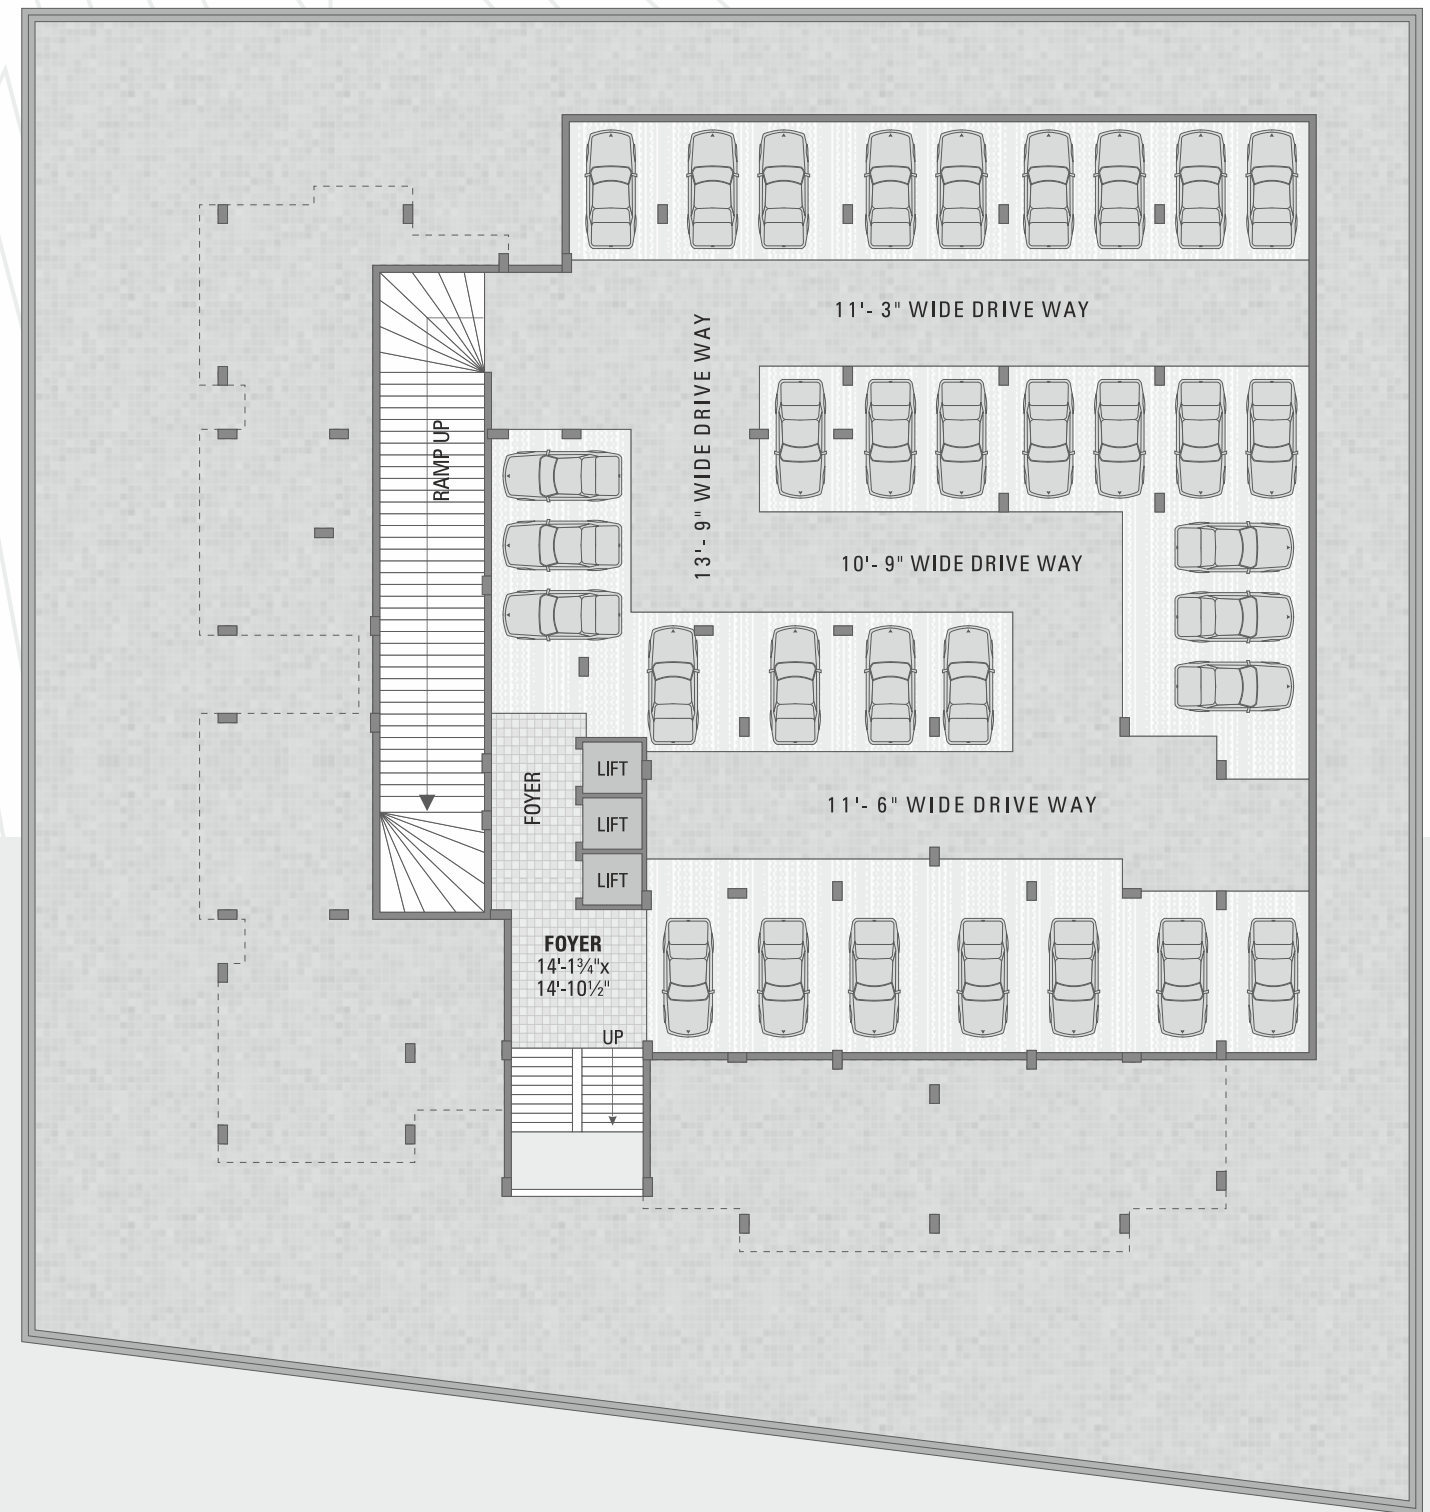 11'- 3" WIDE DRIVE WAY
13'- 9" WIDE DRIVE WAY
RAMP UP
10'- 9" WIDE DRIVE WAY
LIFT
FOYER
11'- 6" WIDE DRIVE WAY
LIFT
LIFT
FOYER
14'-1¾"x
14'-10½"
UP